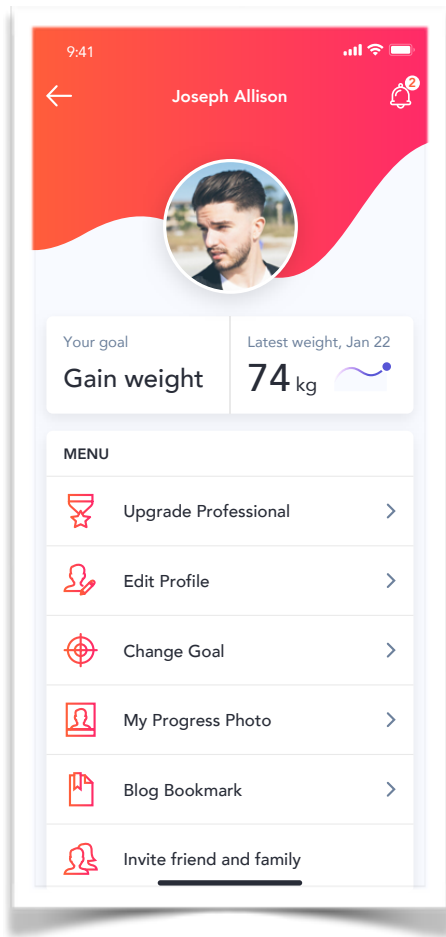 9:41
Joseph Allison
2
Your goal
Gain weight
Latest weight, Jan 22
74 kg
MENU
Upgrade Professional
Edit Profile
Change Goal
My Progress Photo
Blog Bookmark
Invite friend and family